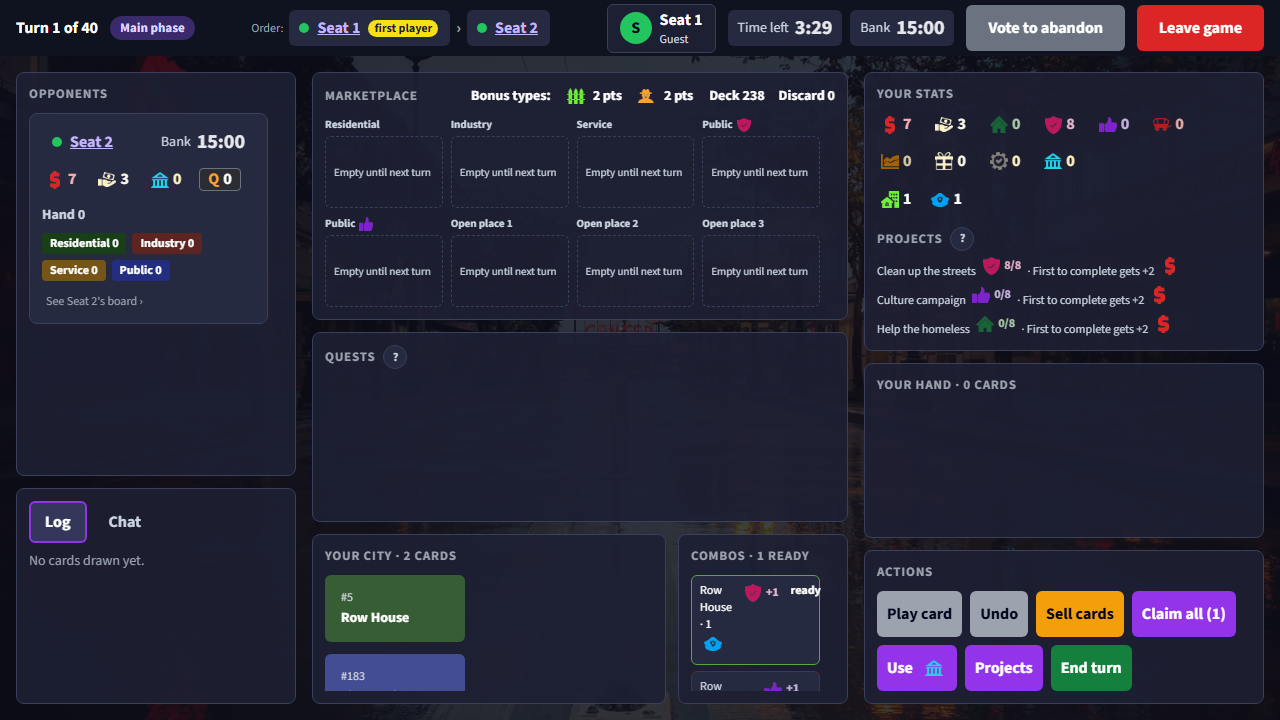 Turn 1 of 40 Main phase Order: Seat 1 first player › Seat 2 S Seat 1 Guest Time left 3:29 Bank 15:00 Vote to abandon Leave game
OPPONENTS
Seat 2 Bank 15:00
7 3 0 Q 0
Hand 0
Residential 0 Industry 0
Service 0 Public 0
See Seat 2's board ›
Log Chat
No cards drawn yet.
MARKETPLACE Bonus types: 2 pts 2 pts Deck 238 Discard 0
Residential Industry Service Public
Empty until next turn Empty until next turn Empty until next turn Empty until next turn
Public Open place 1 Open place 2 Open place 3
Empty until next turn Empty until next turn Empty until next turn Empty until next turn
QUESTS ?
YOUR CITY · 2 CARDS
#5
Row House
#183
COMBOS · 1 READY
Row House · 1 +1 ready
Row +1
YOUR STATS
$ 7 3 0 8 0 0
0 0 0 0
1 1
PROJECTS ?
Clean up the streets 8/8 · First to complete gets +2 $
Culture campaign 0/8 · First to complete gets +2 $
Help the homeless 0/8 · First to complete gets +2 $
YOUR HAND · 0 CARDS
ACTIONS
Play card Undo Sell cards Claim all (1)
Use Projects End turn